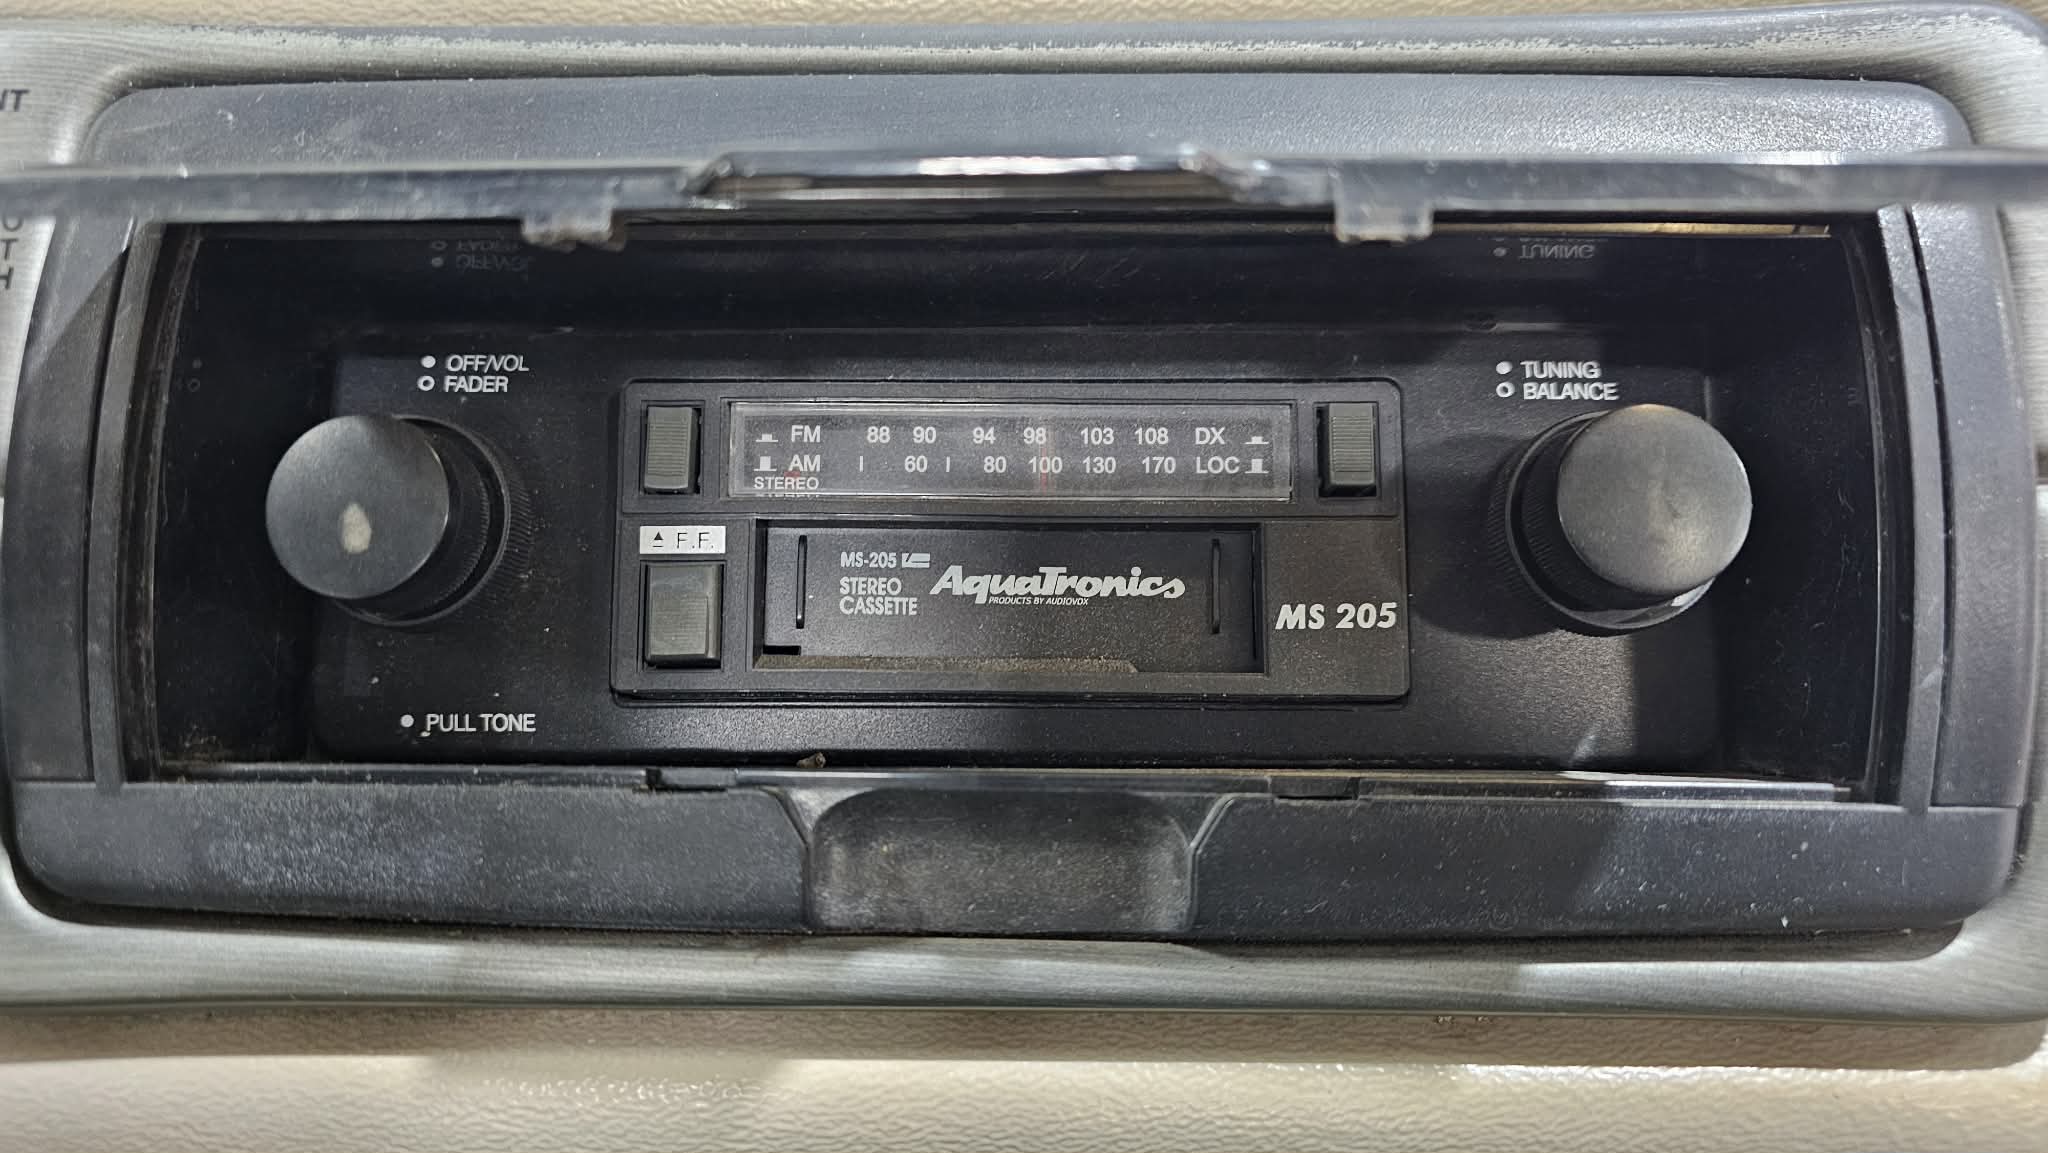 NT
U
T
H
OFF/VOL
FADER
TUNING
BALANCE
FM 88 90 94 98 103 108 DX
AM 60 80 100 130 170 LOC
STEREO
F.F.
MS-205
STEREO
CASSETTE
AquaTronics
PRODUCTS BY AUDIOVOX
MS 205
PULL TONE